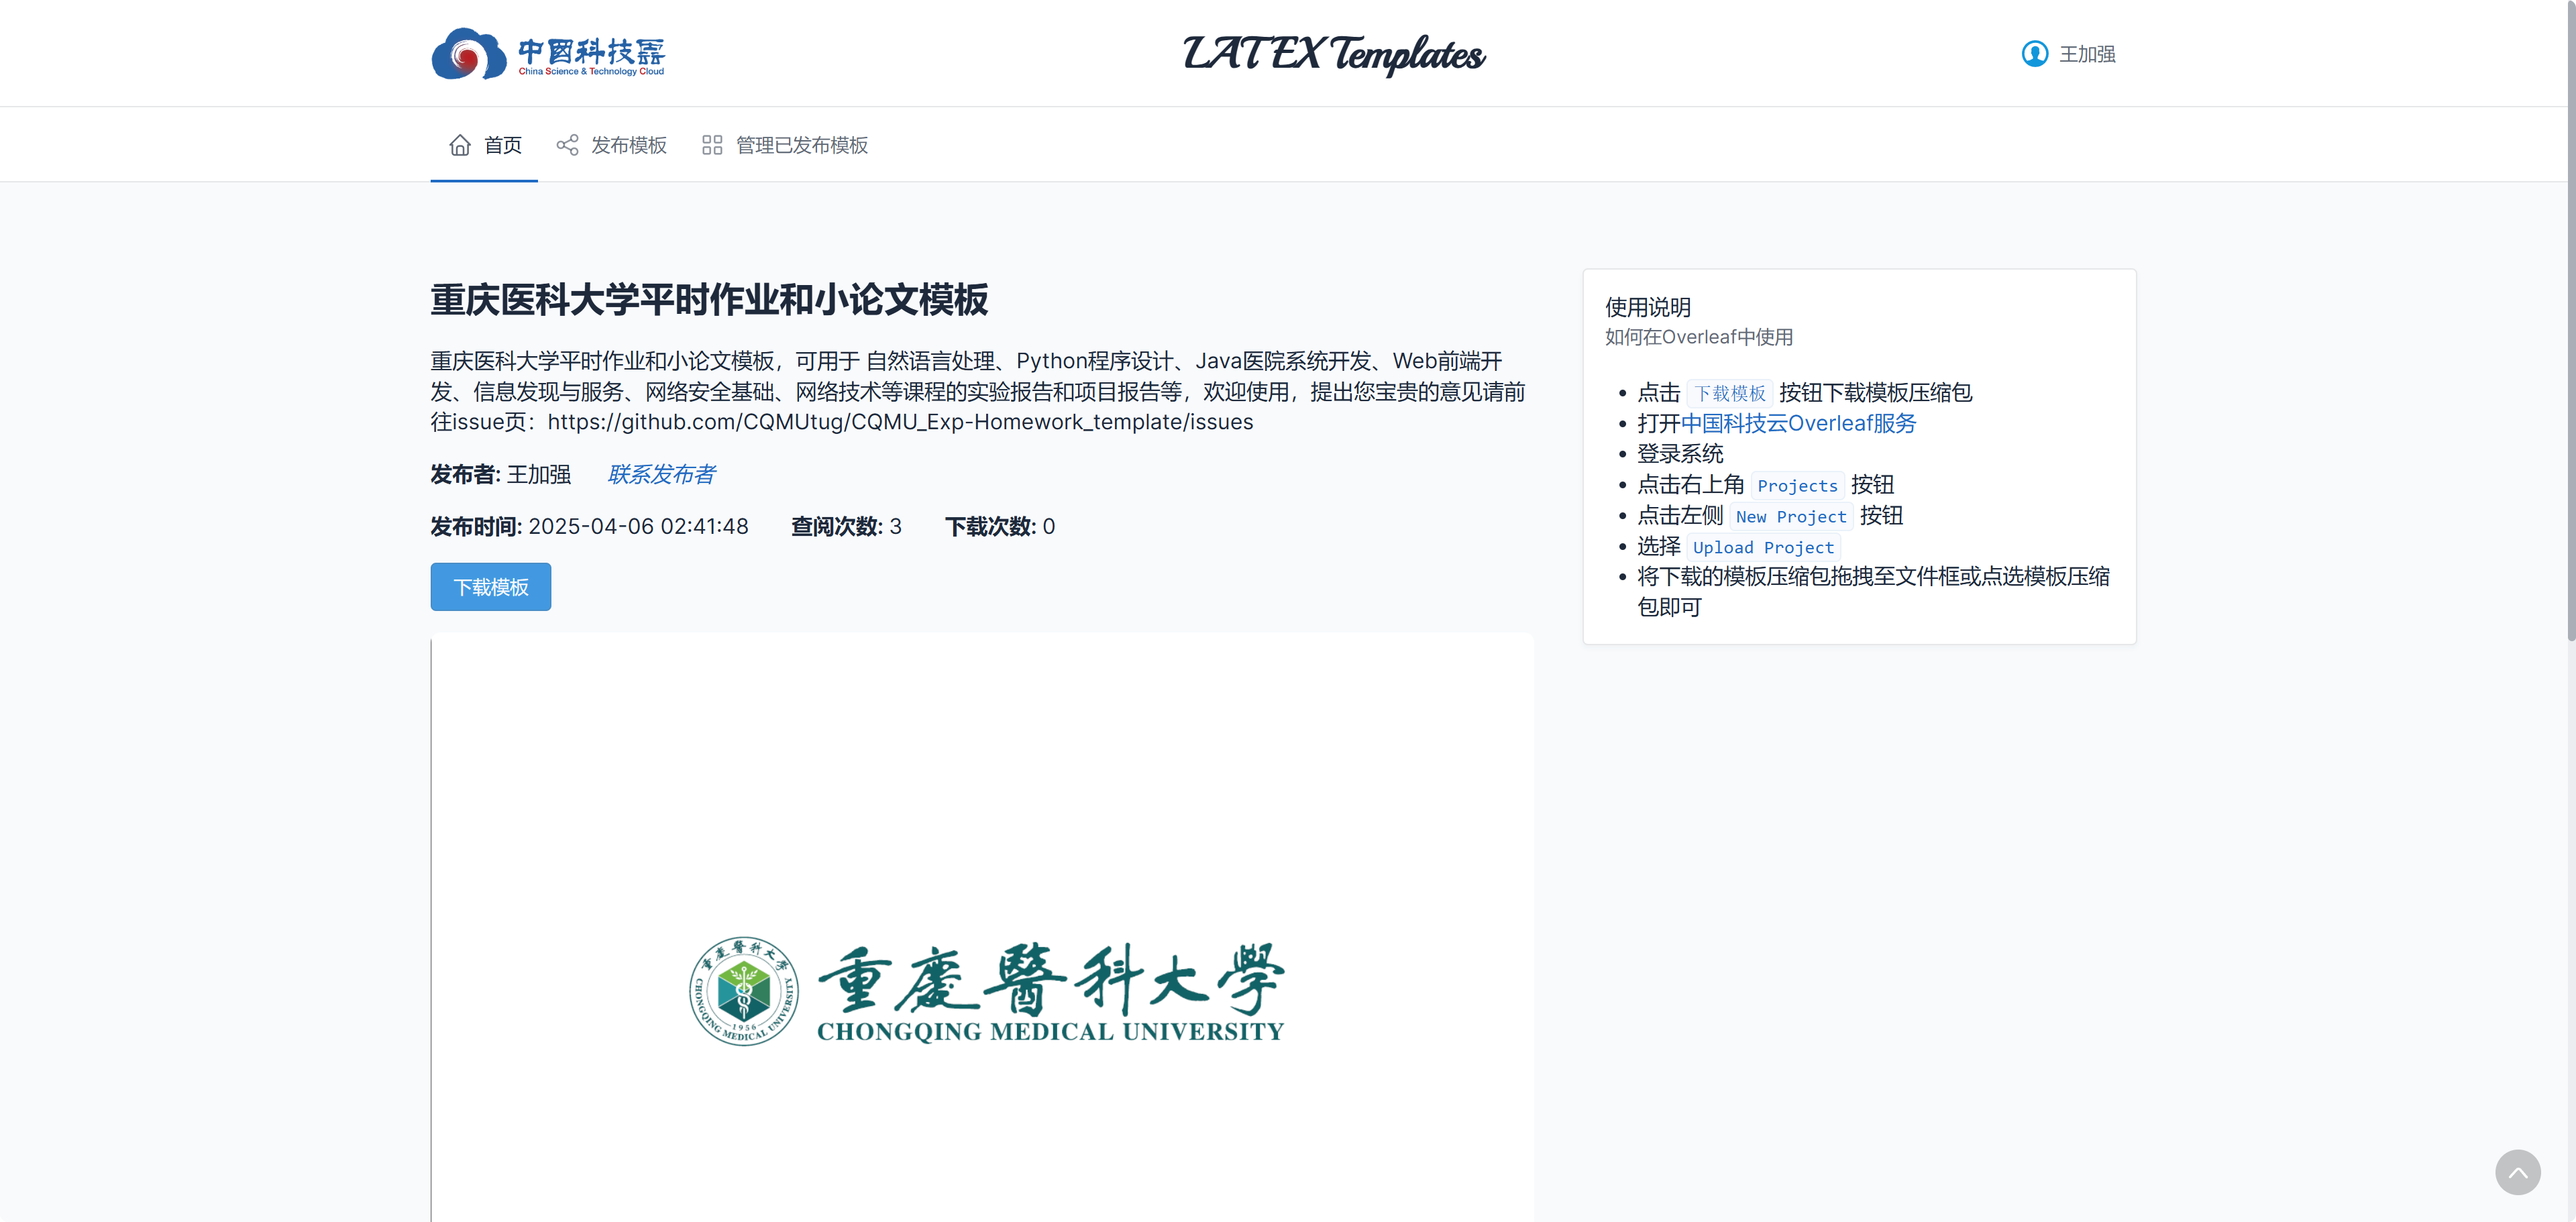 中國科技雲
China Science & Technology Cloud
LATEX Templates
王加强
首页
发布模板
管理已发布模板
重庆医科大学平时作业和小论文模板
重庆医科大学平时作业和小论文模板，可用于 自然语言处理、Python程序设计、Java医院系统开发、Web前端开
发、信息发现与服务、网络安全基础、网络技术等课程的实验报告和项目报告等，欢迎使用，提出您宝贵的意见请前
往issue页：https://github.com/CQMUtug/CQMU_Exp-Homework_template/issues
发布者: 王加强 联系发布者
发布时间: 2025-04-06 02:41:48 查阅次数: 3 下载次数: 0
下载模板
使用说明
如何在Overleaf中使用
点击 下载模板 按钮下载模板压缩包
打开中国科技云Overleaf服务
登录系统
点击右上角 Projects 按钮
点击左侧 New Project 按钮
选择 Upload Project
将下载的模板压缩包拖拽至文件框或点选模板压缩
包即可
重慶醫科大學
CHONGQING MEDICAL UNIVERSITY
1956
重慶醫科大學
CHONGQING MEDICAL UNIVERSITY